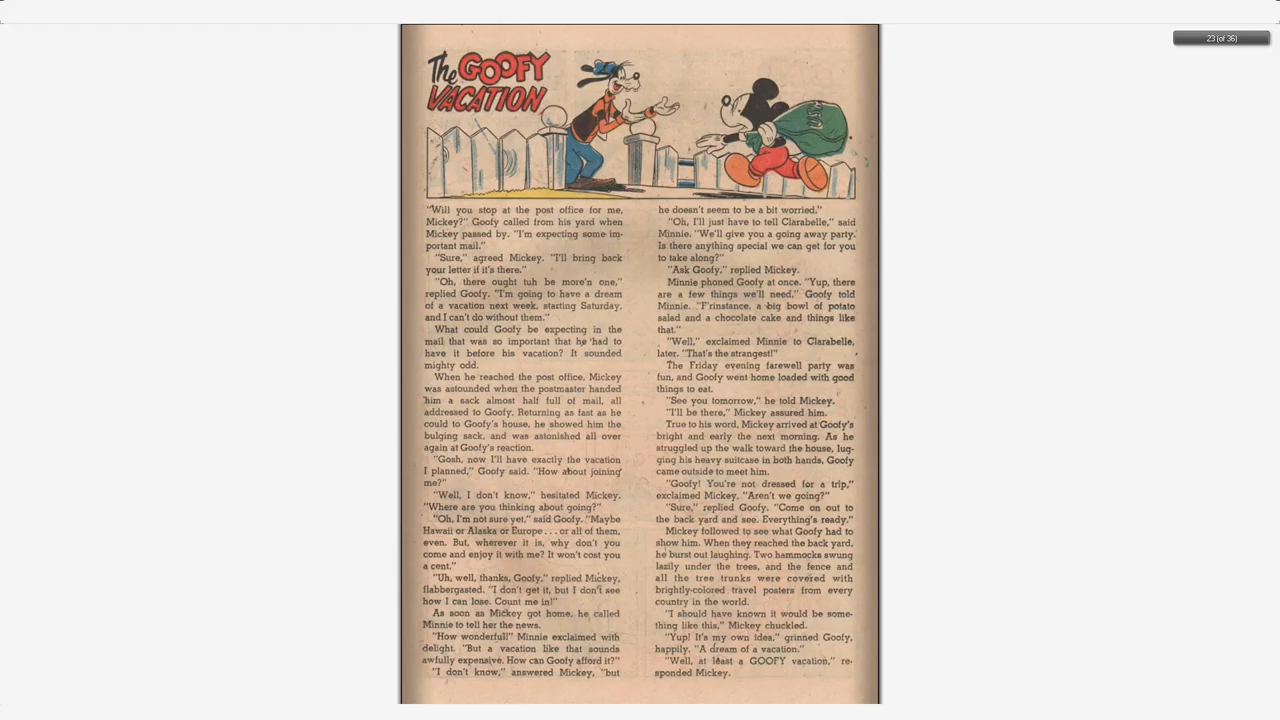 23 (of 36)
The GOOFY
VACATION
"Will you stop at the post office for me,
Mickey?" Goofy called from his yard when
Mickey passed by. "I'm expecting some im-
portant mail."
"Sure," agreed Mickey. "I'll bring back
your letter if it's there."
"Oh, there ought tuh be more'n one,"
replied Goofy. "I'm going to have a dream
of a vacation next week, starting Saturday,
and I can't do without them."
What could Goofy be expecting in the
mail that was so important that he had to
have it before his vacation? It sounded
mighty odd.
When he reached the post office, Mickey
was astounded when the postmaster handed
him a sack almost half full of mail, all
addressed to Goofy. Returning as fast as he
could to Goofy's house, he showed him the
bulging sack, and was astonished all over
again at Goofy's reaction.
"Gosh, now I'll have exactly the vacation
I planned," Goofy said. "How about joining
me?"
"Well, I don't know," hesitated Mickey.
"Where are you thinking about going?"
"Oh, I'm not sure yet," said Goofy. "Maybe
Hawaii or Alaska or Europe . . . or all of them,
even. But, wherever it is, why don't you
come and enjoy it with me? It won't cost you
a cent."
"Uh, well, thanks, Goofy," replied Mickey,
flabbergasted. "I don't get it, but I don't see
how I can lose. Count me in!"
As soon as Mickey got home, he called
Minnie to tell her the news.
"How wonderful!" Minnie exclaimed with
delight. "But a vacation like that sounds
awfully expensive. How can Goofy afford it?"
"I don't know," answered Mickey, "but
he doesn't seem to be a bit worried."
"Oh, I'll just have to tell Clarabelle," said
Minnie. "We'll give you a going away party.
Is there anything special we can get for you
to take along?"
"Ask Goofy," replied Mickey.
Minnie phoned Goofy at once. "Yup, there
are a few things we'll need," Goofy told
Minnie. "F'rinstance, a big bowl of potato
salad and a chocolate cake and things like
that."
"Well," exclaimed Minnie to Clarabelle,
later. "That's the strangest!"
The Friday evening farewell party was
fun, and Goofy went home loaded with good
things to eat.
"See you tomorrow," he told Mickey.
"I'll be there," Mickey assured him.
True to his word, Mickey arrived at Goofy's
bright and early the next morning. As he
struggled up the walk toward the house, lug-
ging his heavy suitcase in both hands, Goofy
came outside to meet him.
"Goofy! You're not dressed for a trip,"
exclaimed Mickey. "Aren't we going?"
"Sure," replied Goofy. "Come on out to
the back yard and see. Everything's ready."
Mickey followed to see what Goofy had to
show him. When they reached the back yard,
he burst out laughing. Two hammocks swung
lazily under the trees, and the fence and
all the tree trunks were covered with
brightly-colored travel posters from every
country in the world.
"I should have known it would be some-
thing like this," Mickey chuckled.
"Yup! It's my own idea," grinned Goofy,
happily. "A dream of a vacation."
"Well, at least a GOOFY vacation," re-
sponded Mickey.